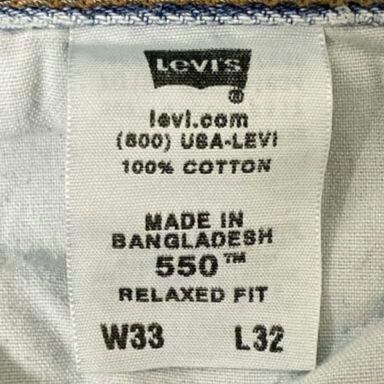 Levi's
®
levi.com
(800) USA-LEVI
100% COTTON
MADE IN
BANGLADESH
550™
RELAXED FIT
W33 L32